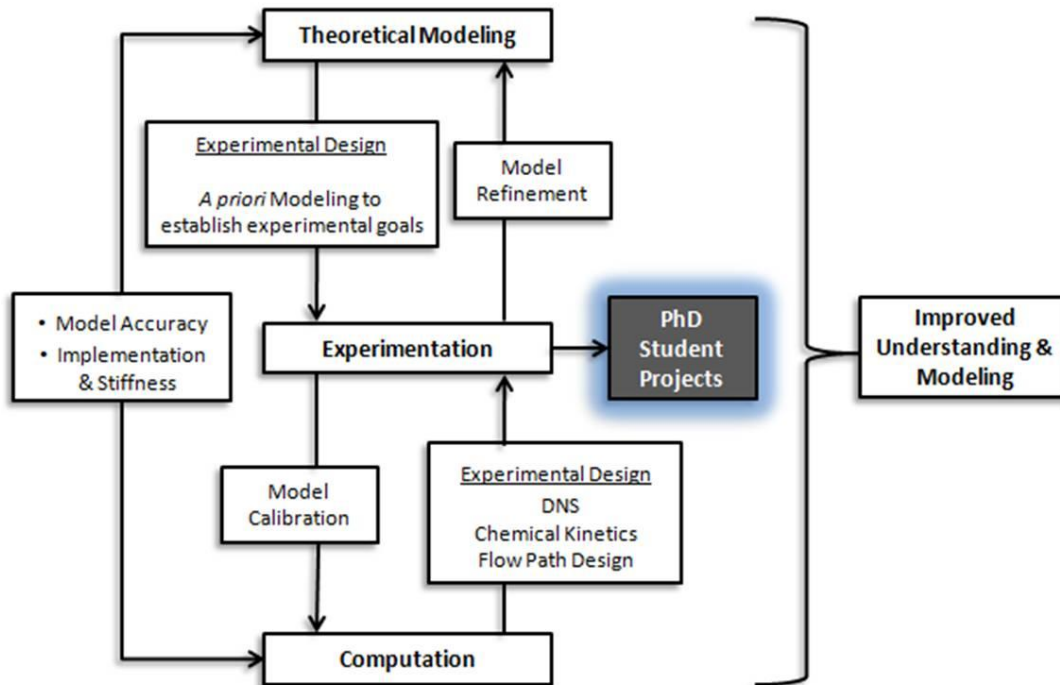 Theoretical Modeling
Experimental Design
A priori Modeling to
establish experimental goals
Model
Refinement
• Model Accuracy
• Implementation
& Stiffness
Experimentation
PhD
Student
Projects
Improved
Understanding &
Modeling
Model
Calibration
Experimental Design
DNS
Chemical Kinetics
Flow Path Design
Computation